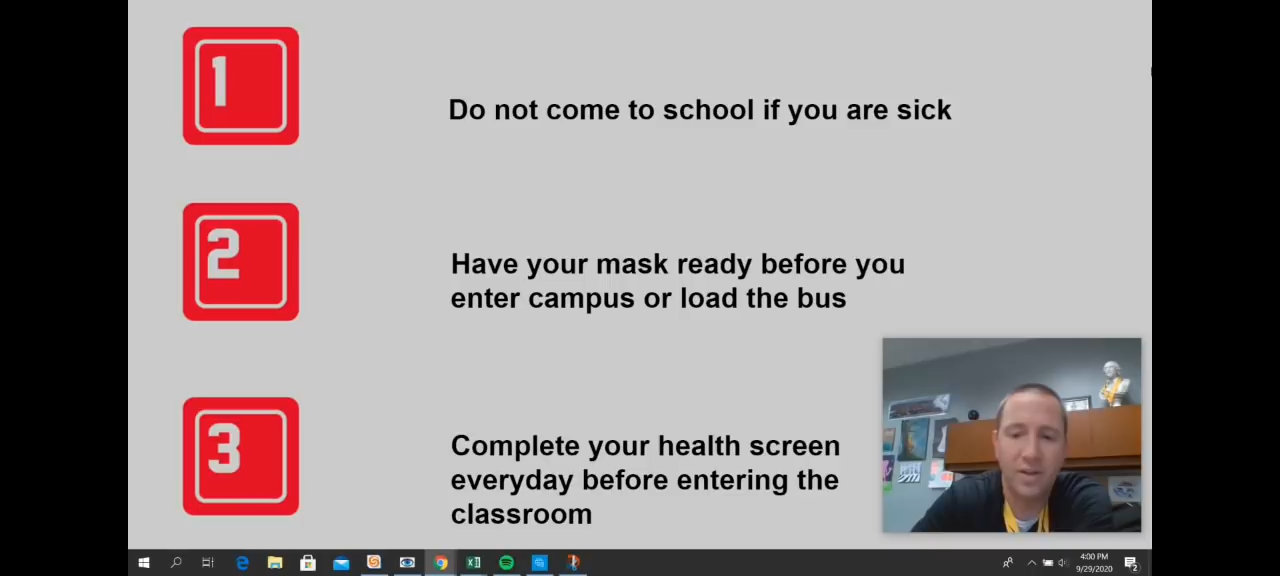 1
Do not come to school if you are sick
2
Have your mask ready before you
enter campus or load the bus
3
Complete your health screen
everyday before entering the
classroom
4:00 PM
9/29/2020
2